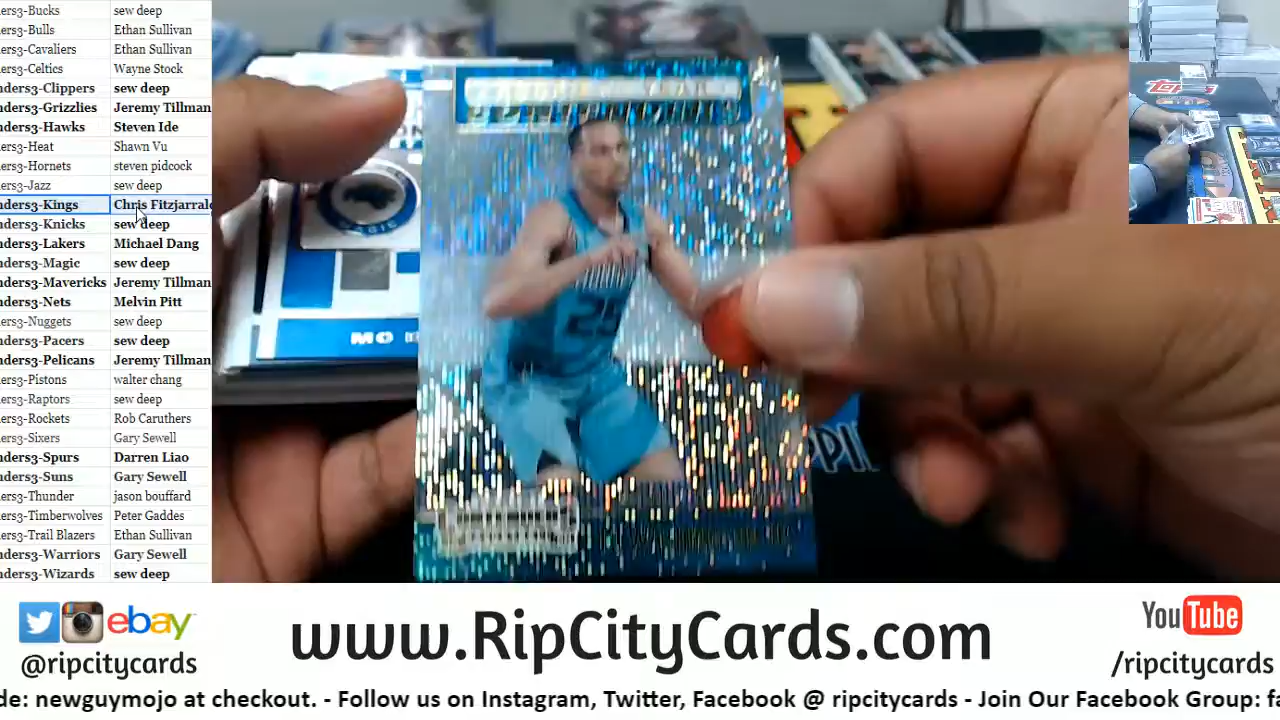 ers3-Bucks sew deep
ers3-Bulls Ethan Sullivan
ers3-Cavaliers Ethan Sullivan
ers3-Celtics Wayne Stock
nders3-Clippers sew deep
nders3-Grizzlies Jeremy Tillman
nders3-Hawks Steven Ide
ers3-Heat Shawn Vu
ers3-Hornets steven pidcock
ers3-Jazz sew deep
nders3-Kings Chris Fitzjarral
nders3-Knicks sew deep
nders3-Lakers Michael Dang
nders3-Magic sew deep
nders3-Mavericks Jeremy Tillman
nders3-Nets Melvin Pitt
ers3-Nuggets sew deep
nders3-Pacers sew deep
nders3-Pelicans Jeremy Tillman
ers3-Pistons walter chang
ers3-Raptors sew deep
ers3-Rockets Rob Caruthers
ers3-Sixers Gary Sewell
nders3-Spurs Darren Liao
nders3-Suns Gary Sewell
ers3-Thunder jason bouffard
ers3-Timberwolves Peter Gaddes
ers3-Trail Blazers Ethan Sullivan
nders3-Warriors Gary Sewell
nders3-Wizards sew deep
MAGIC
MO B
25
PPIN
Topps
ebay
@ripcitycards
www.RipCityCards.com
YouTube
/ripcitycards
de: newguymojo at checkout. - Follow us on Instagram, Twitter, Facebook @ ripcitycards - Join Our Facebook Group: fa